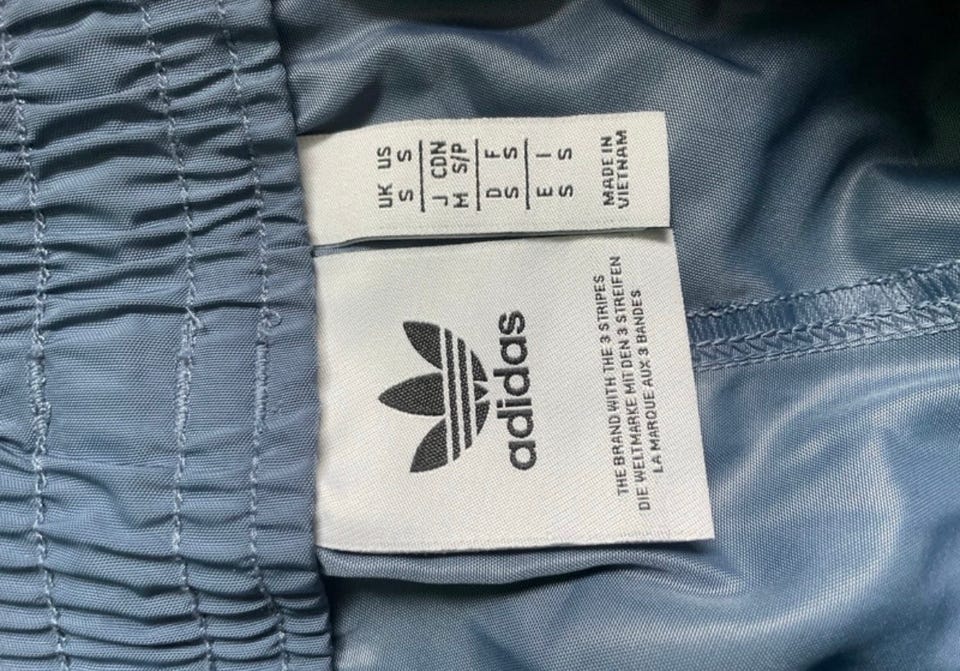 UK US
S S
J CDN
M S/P
D F
S S
E I
S S
MADE IN
VIETNAM
adidas
THE BRAND WITH THE 3 STRIPES
DIE WELTMARKE MIT DEN 3 STREIFEN
LA MARQUE AUX 3 BANDES